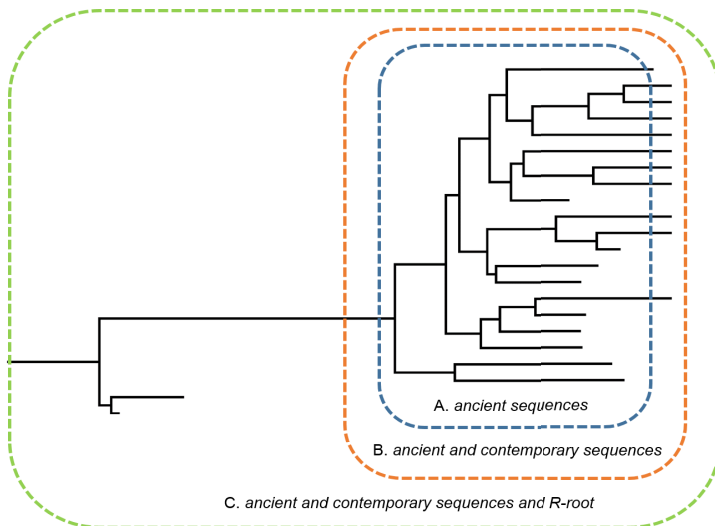 A. ancient sequences
B. ancient and contemporary sequences
C. ancient and contemporary sequences and R-root